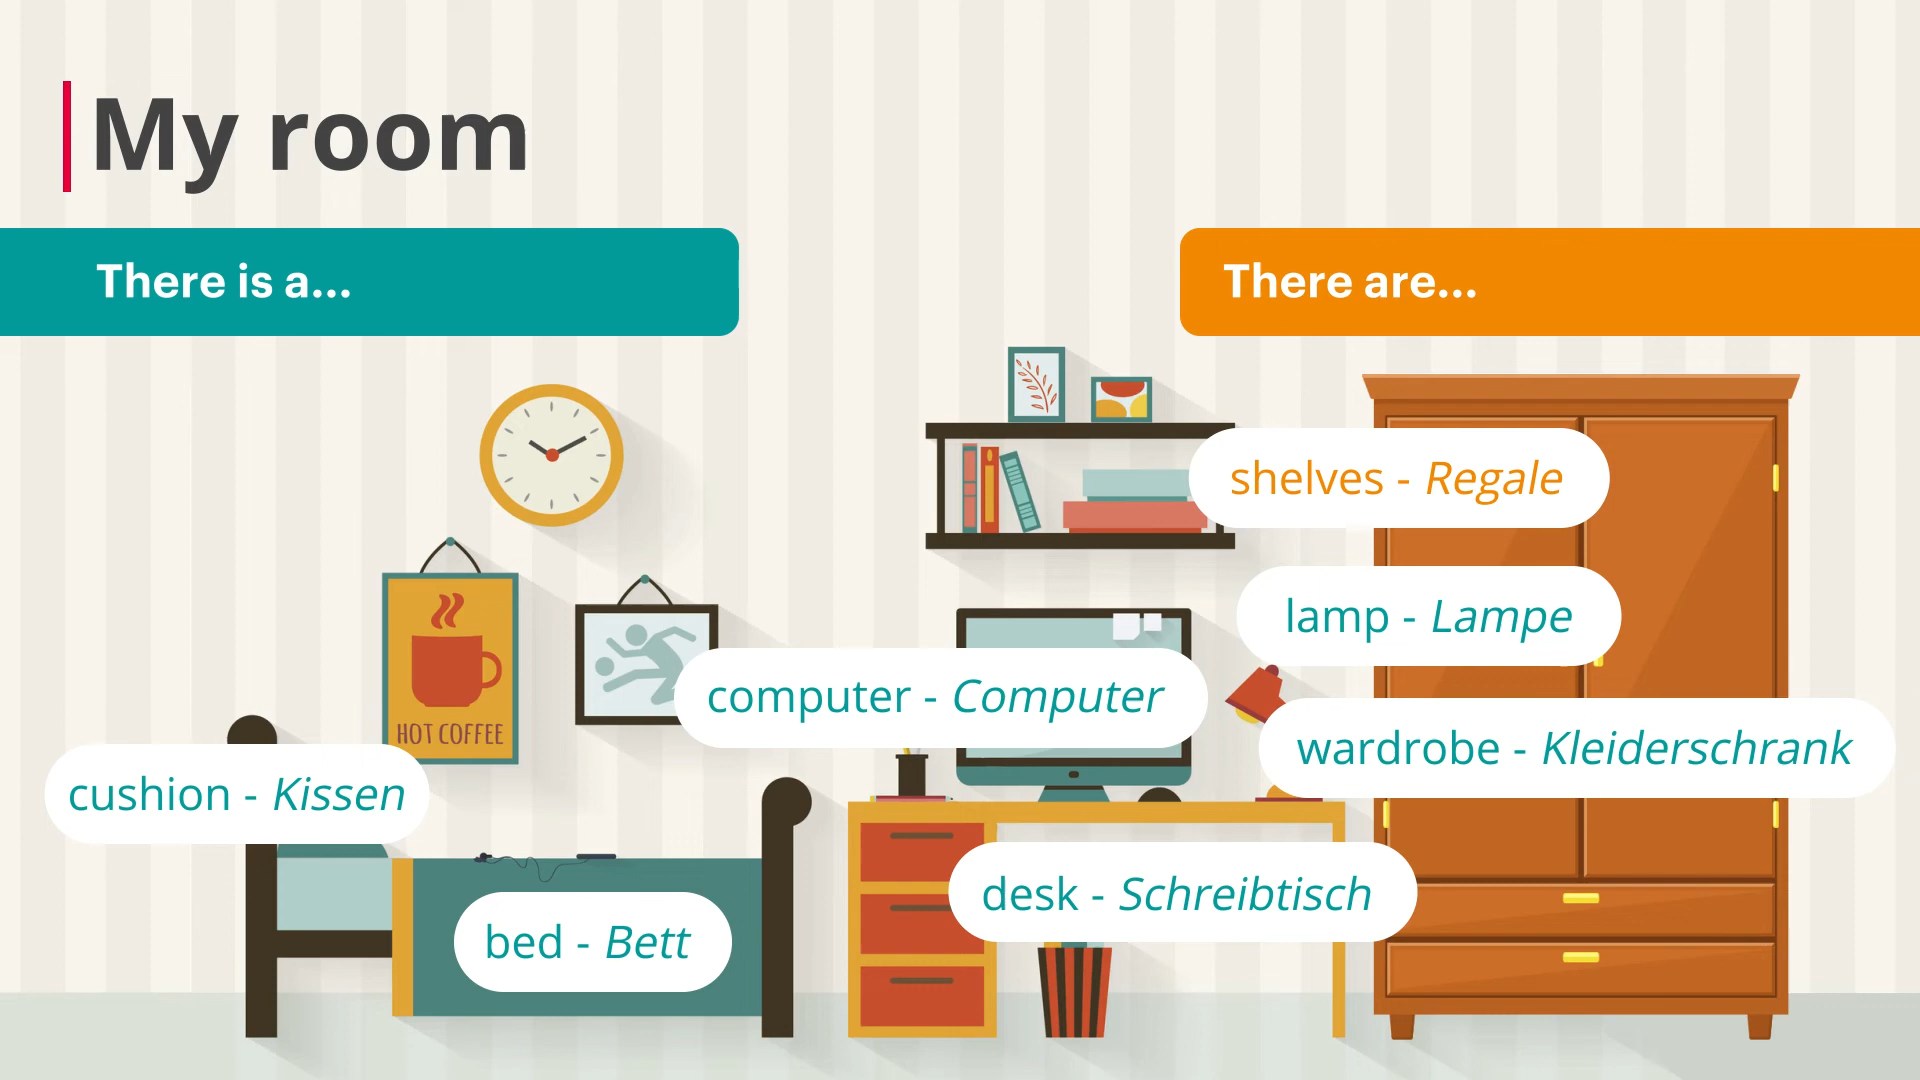 My room
There is a...
There are...
shelves - Regale
lamp - Lampe
computer - Computer
HOT COFFEE
wardrobe - Kleiderschrank
cushion - Kissen
desk - Schreibtisch
bed - Bett